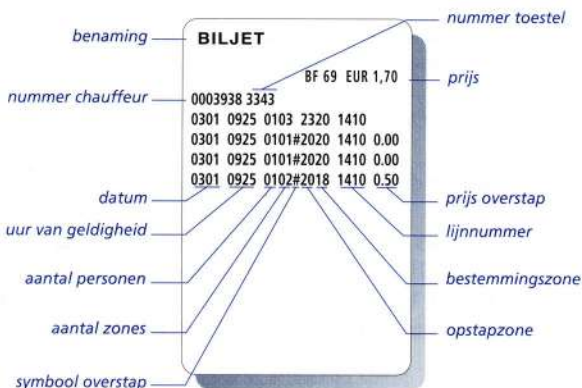 nummer toestel
benaming
BILJET
BF 69 EUR 1,70
prijs
nummer chauffeur
0003938 3343
0301 0925 0103 2320 1410
0301 0925 0101#2020 1410 0.00
0301 0925 0101#2020 1410 0.00
0301 0925 0102#2018 1410 0.50
datum
prijs overstap
uur van geldigheid
lijnnummer
aantal personen
bestemmingszone
aantal zones
opstapzone
symbool overstap